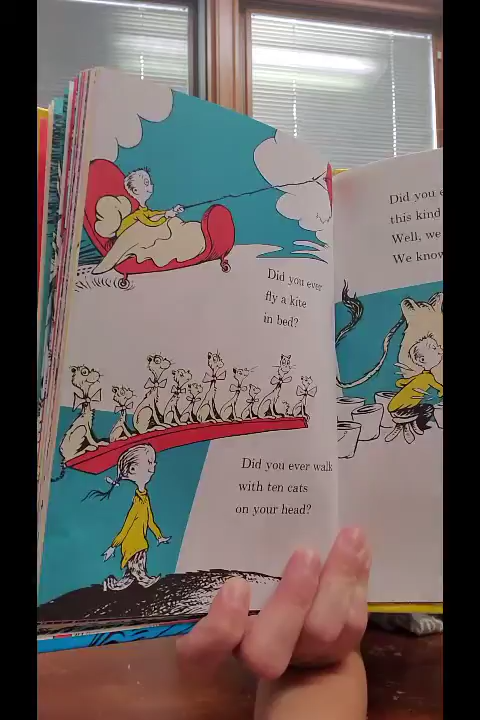 Did you ever
fly a kite
in bed?
Did you ever walk
with ten cats
on your head?
Did you
this kind
Well, we
We know